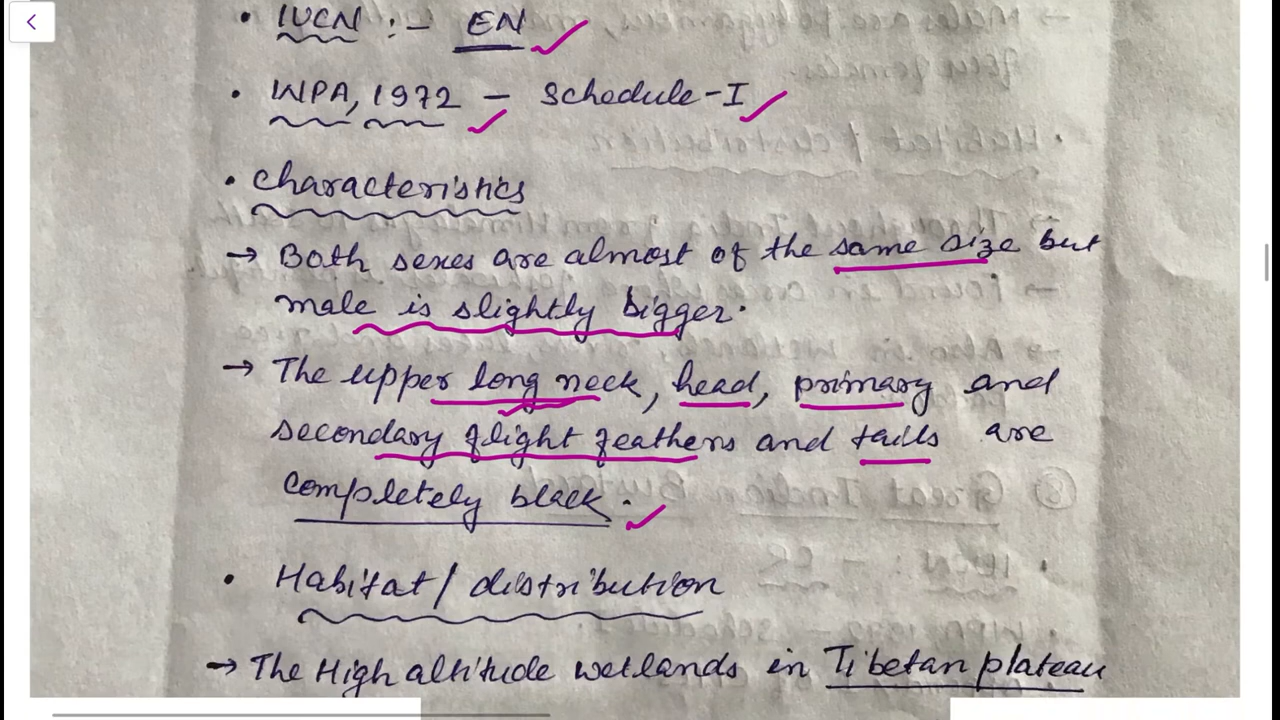 • IUCN :- EN
• WPA, 1972 - Schedule-I
• characteristics
→ Both sexes are almost of the same size but
male is slightly bigger.
→ The upper long neck, head, primary and
secondary flight feathers and tails are
completely black.
• Habitat / distribution
→ The High altitude wetlands in Tibetan plateau